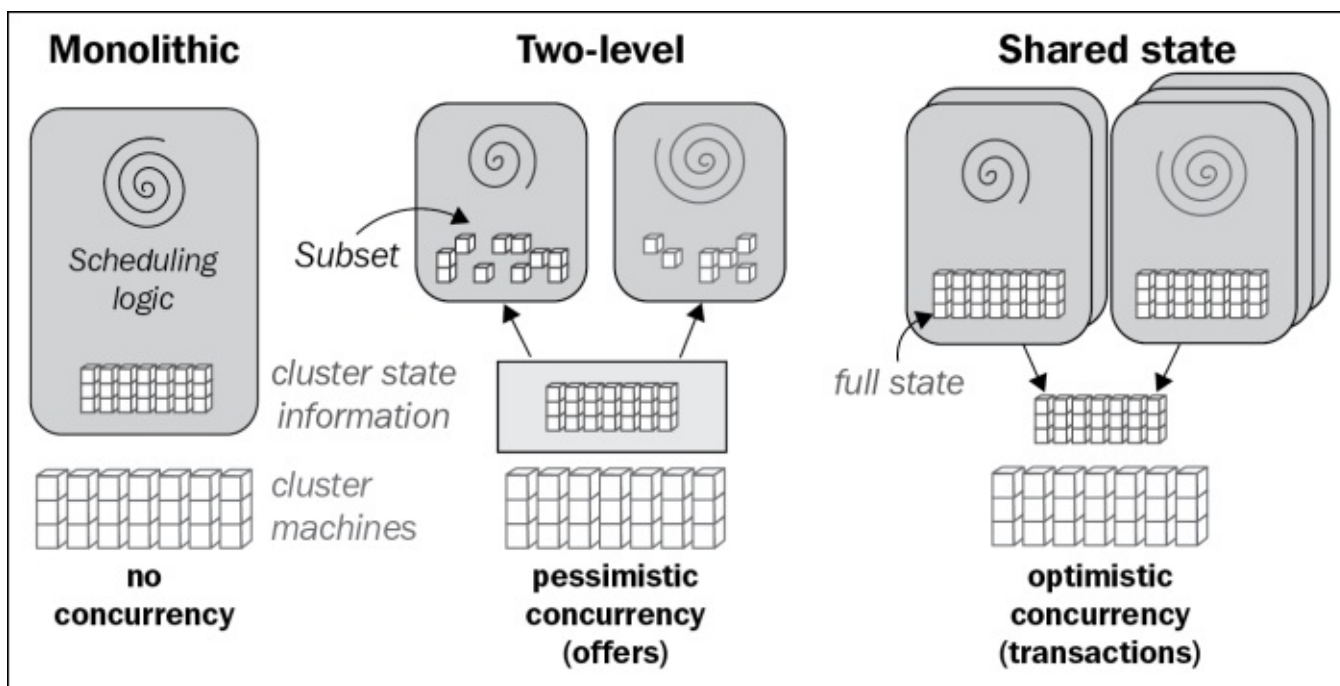 Monolithic
Two-level
Shared state
Scheduling
logic
Subset
full state
cluster state
information
cluster
machines
no
concurrency
pessimistic
concurrency
(offers)
optimistic
concurrency
(transactions)